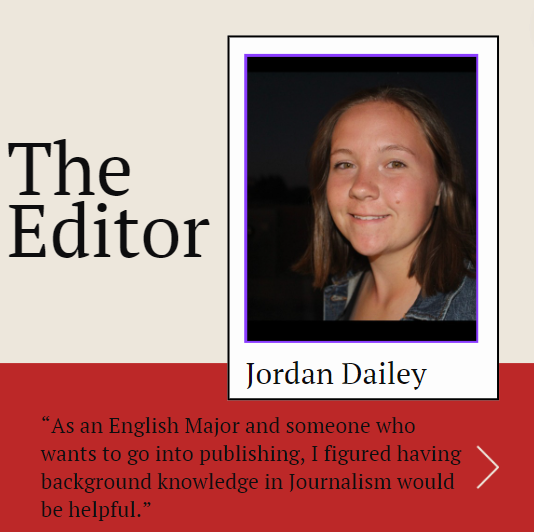 The
Editor
Jordan Dailey
“As an English Major and someone who
wants to go into publishing, I figured having
background knowledge in Journalism would
be helpful.”